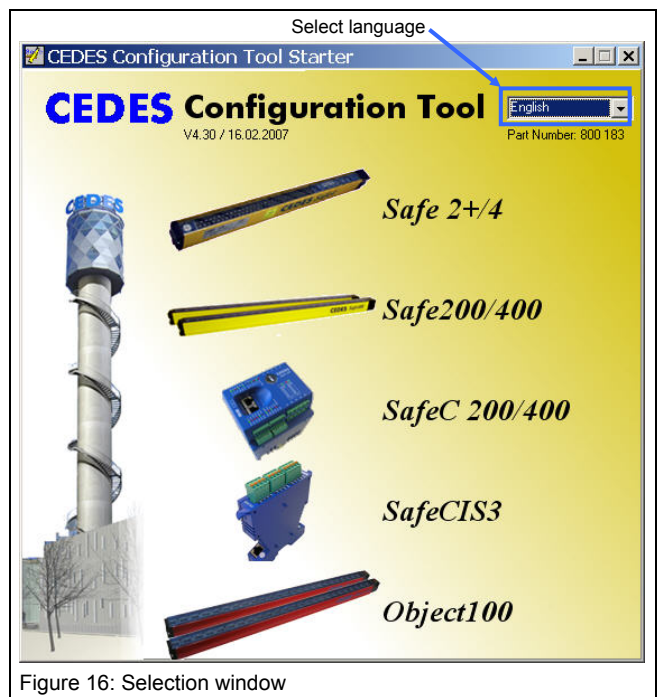 Select language
CEDES Configuration Tool Starter
CEDES Configuration Tool
English
V4.30 / 16.02.2007
Part Number: 800 183
CEDES
Safe 2+/4
Safe200/400
SafeC 200/400
SafeCIS3
Object100
Figure 16: Selection window